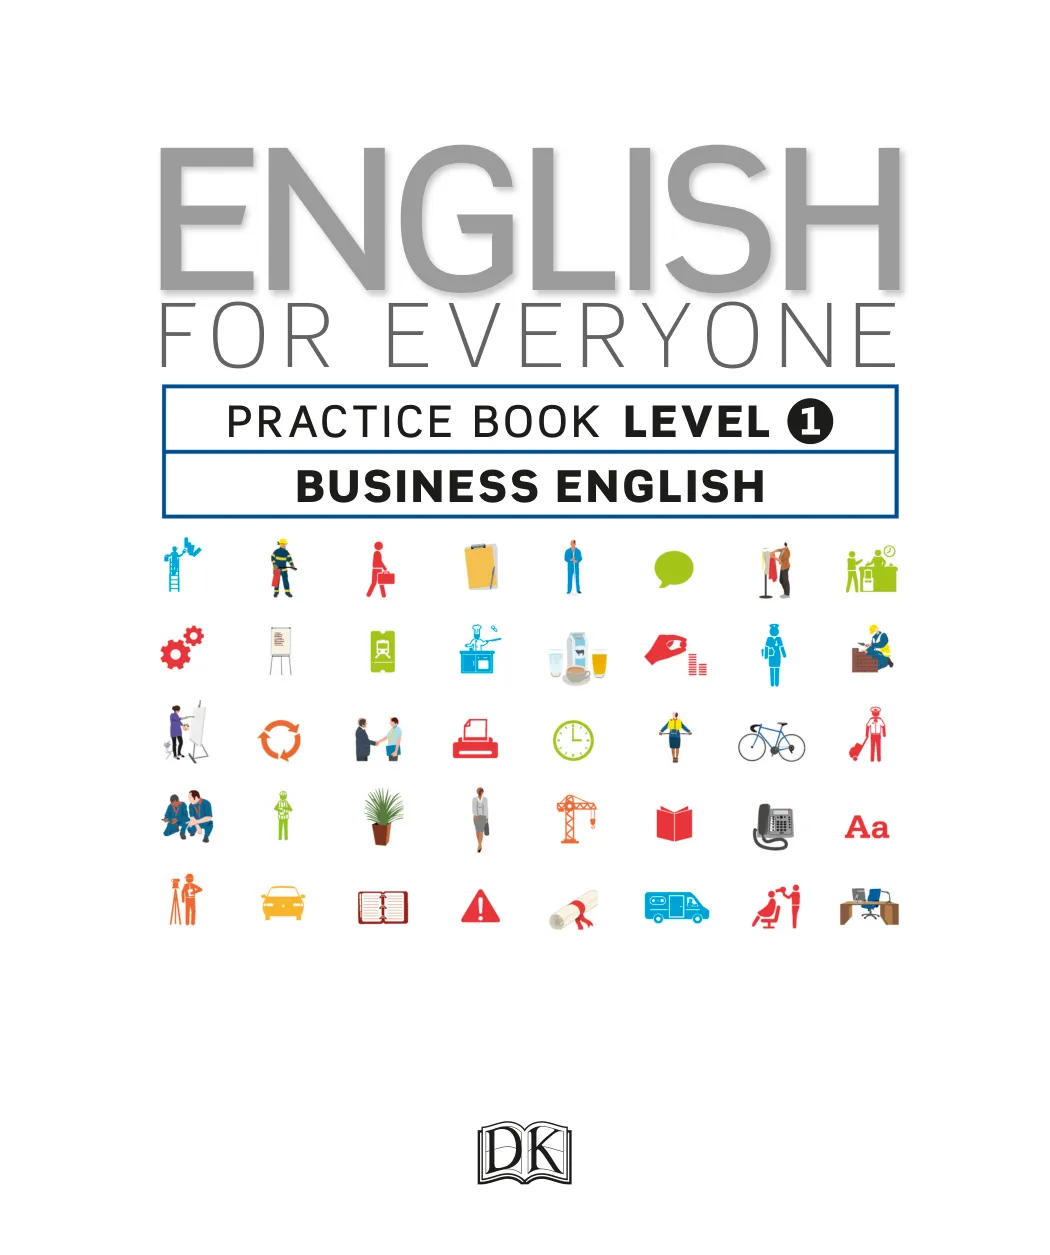 ENGLISH
FOR EVERYONE
PRACTICE BOOK LEVEL 1
BUSINESS ENGLISH
Aa
DK